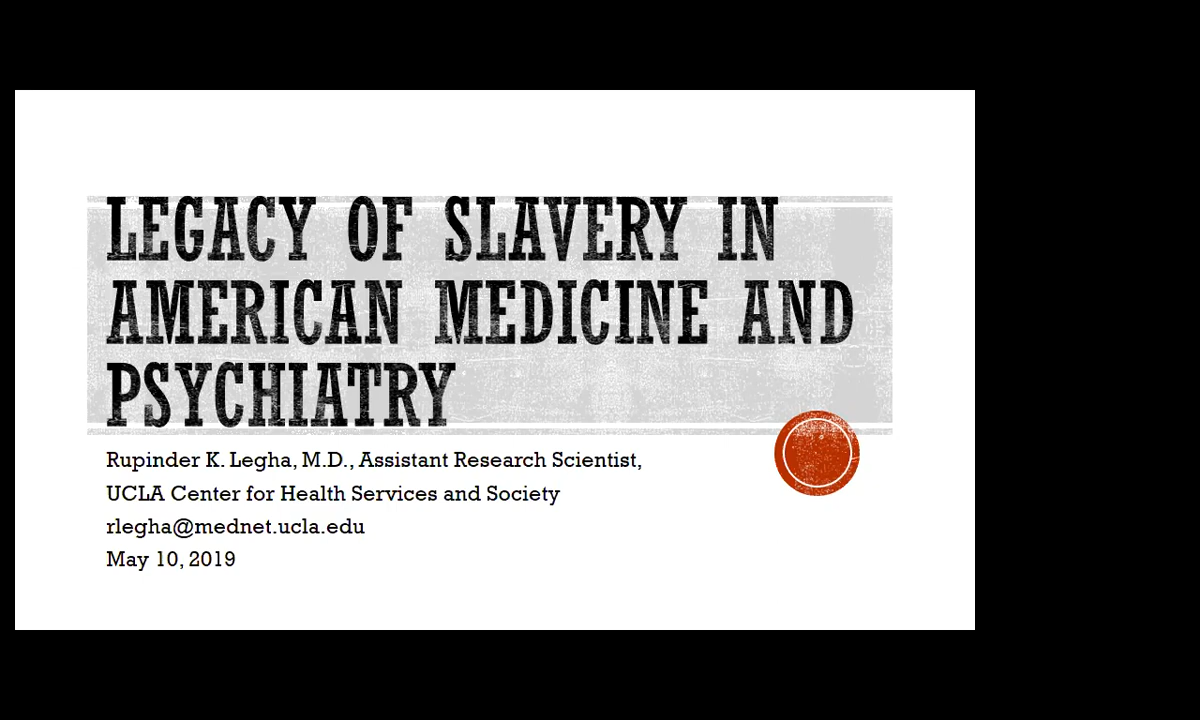 LEGACY OF SLAVERY IN
AMERICAN MEDICINE AND
PSYCHIATRY
Rupinder K. Legha, M.D., Assistant Research Scientist,
UCLA Center for Health Services and Society
rlegha@mednet.ucla.edu
May 10, 2019